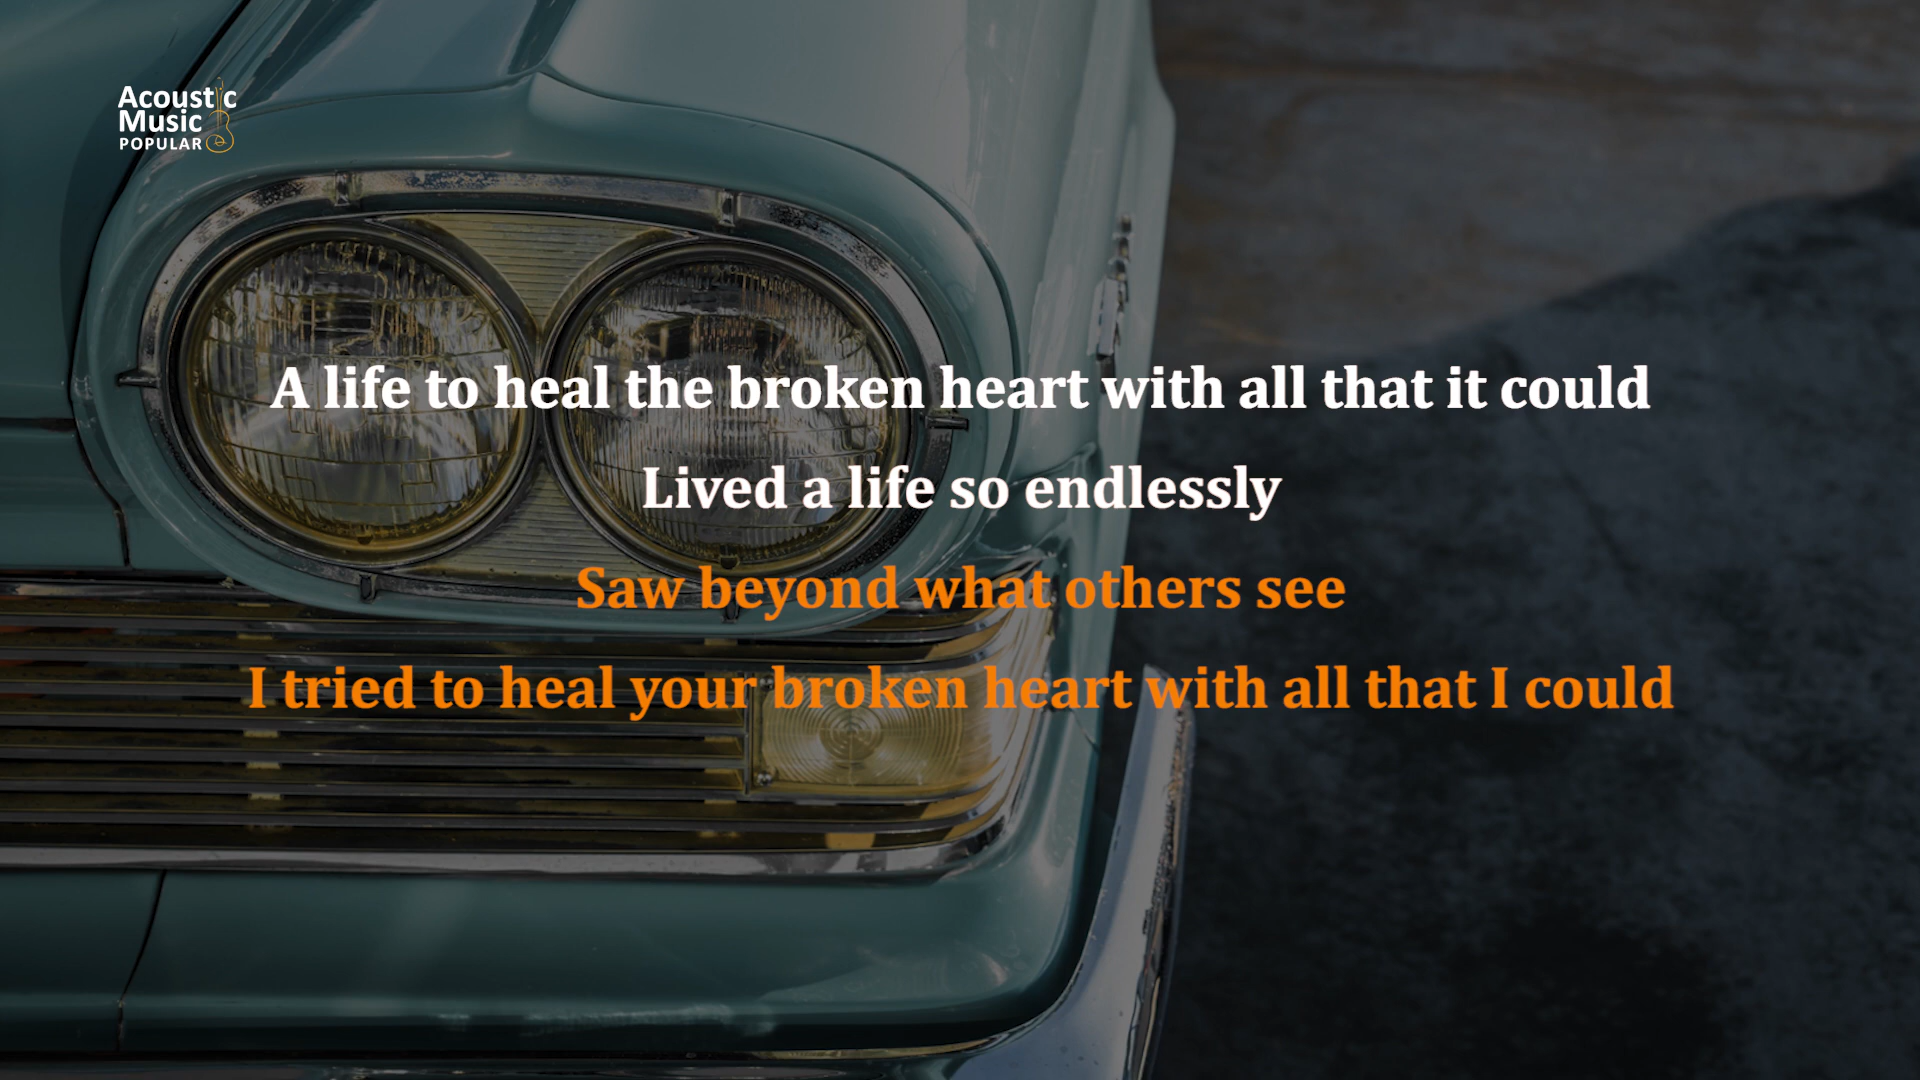 Acoustic
Music
POPULAR
A life to heal the broken heart with all that it could
Lived a life so endlessly
Saw beyond what others see
I tried to heal your broken heart with all that I could